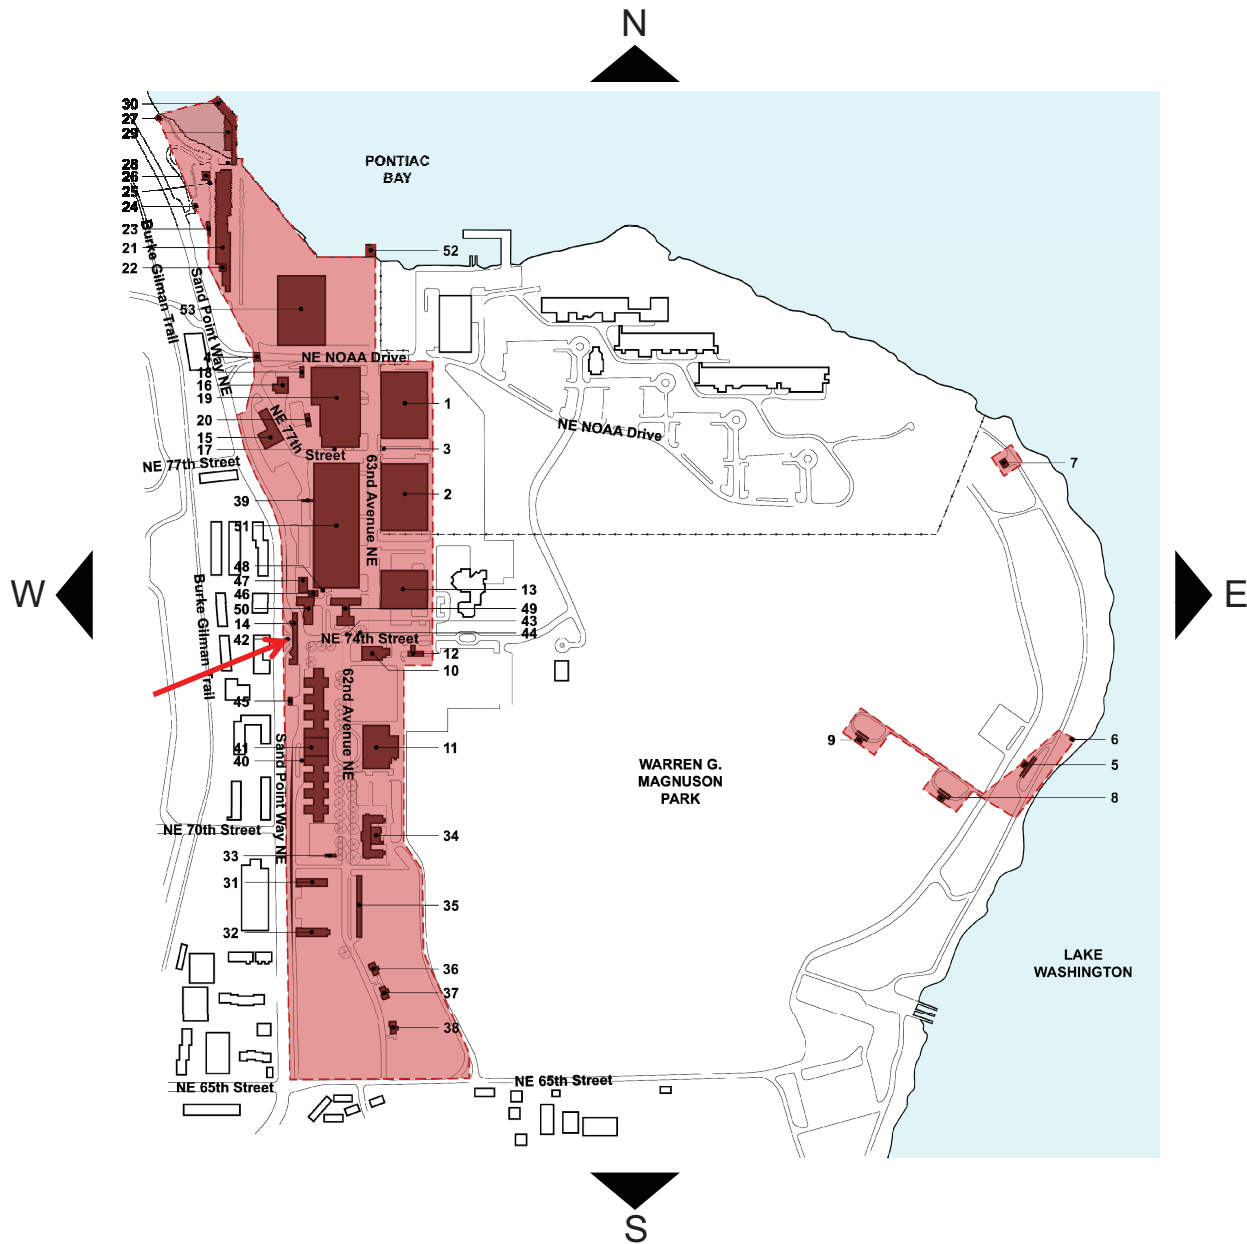 N
30
27
29
28
26
25
24
23
21
22
PONTIAC
BAY
52
53
Burke Gilman Trail
Sand Point Way NE
4
NE NOAA Drive
18
16
19
1
20
NE 77th
Street
15
17
3
NE NOAA Drive
NE 77th Street
7
63nd Avenue NE
2
39
51
48
47
46
50
14
42
13
49
43
44
NE 74th Street
12
10
W
E
Burke Gilman Trail
45
62nd Avenue NE
41
40
11
Sand Point Way NE
WARREN G.
MAGNUSON
PARK
9
6
5
8
NE 70th Street
34
33
31
35
32
36
37
38
LAKE
WASHINGTON
NE 65th Street
NE 65th Street
S